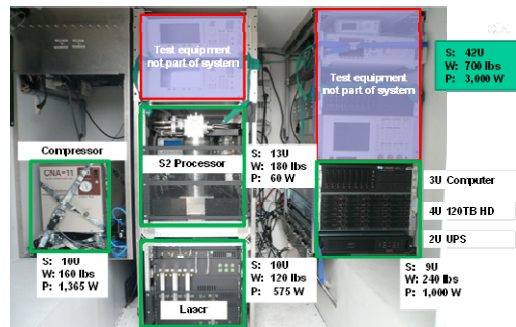 Test equipment
not part of system
Test equipment
not part of system
S: 42U
W: 700 lbs
P: 3,000 W
Compressor
CNA-11
S2 Processor
S: 13U
W: 180 lbs
P: 60 W
3U Computer
4U 120TB HD
2U UPS
S: 10U
W: 160 lbs
P: 1,365 W
S: 10U
W: 120 lbs
P: 575 W
Laser
S: 9U
W: 240 lbs
P: 1,000 W